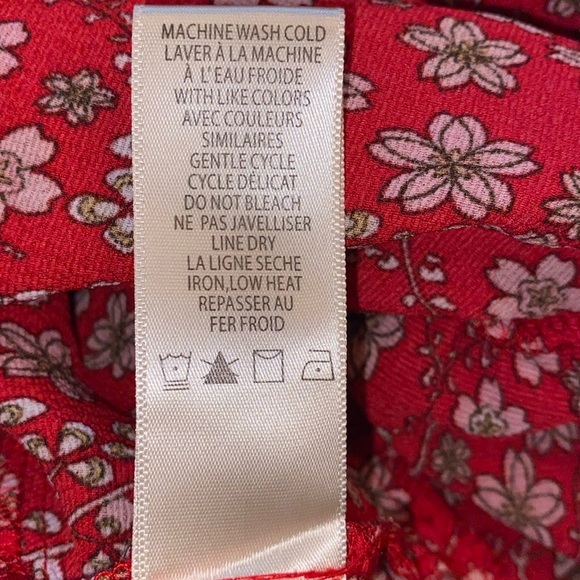 MACHINE WASH COLD
LAVER À LA MACHINE
À L'EAU FROIDE
WITH LIKE COLORS
AVEC COULEURS
SIMILAIRES
GENTLE CYCLE
CYCLE DÉLICAT
DO NOT BLEACH
NE PAS JAVELLISER
LINE DRY
LA LIGNE SECHE
IRON,LOW HEAT
REPASSER AU
FER FROID